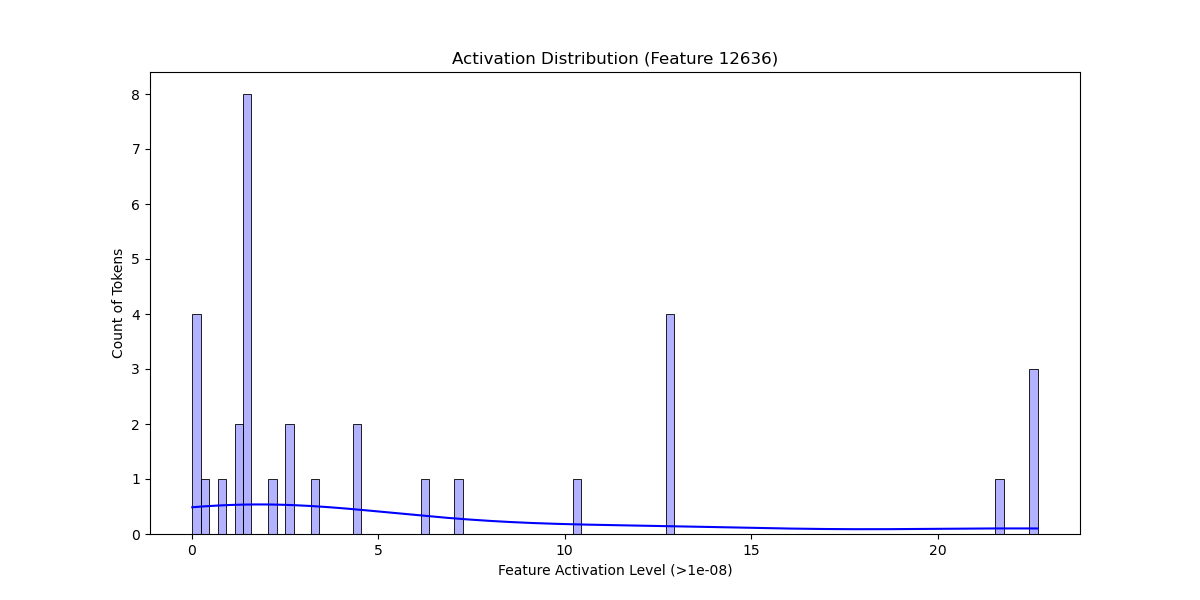 Activation Distribution (Feature 12636)
Count of Tokens
8
7
6
5
4
3
2
1
0
0 5 10 15 20
Feature Activation Level (>1e-08)